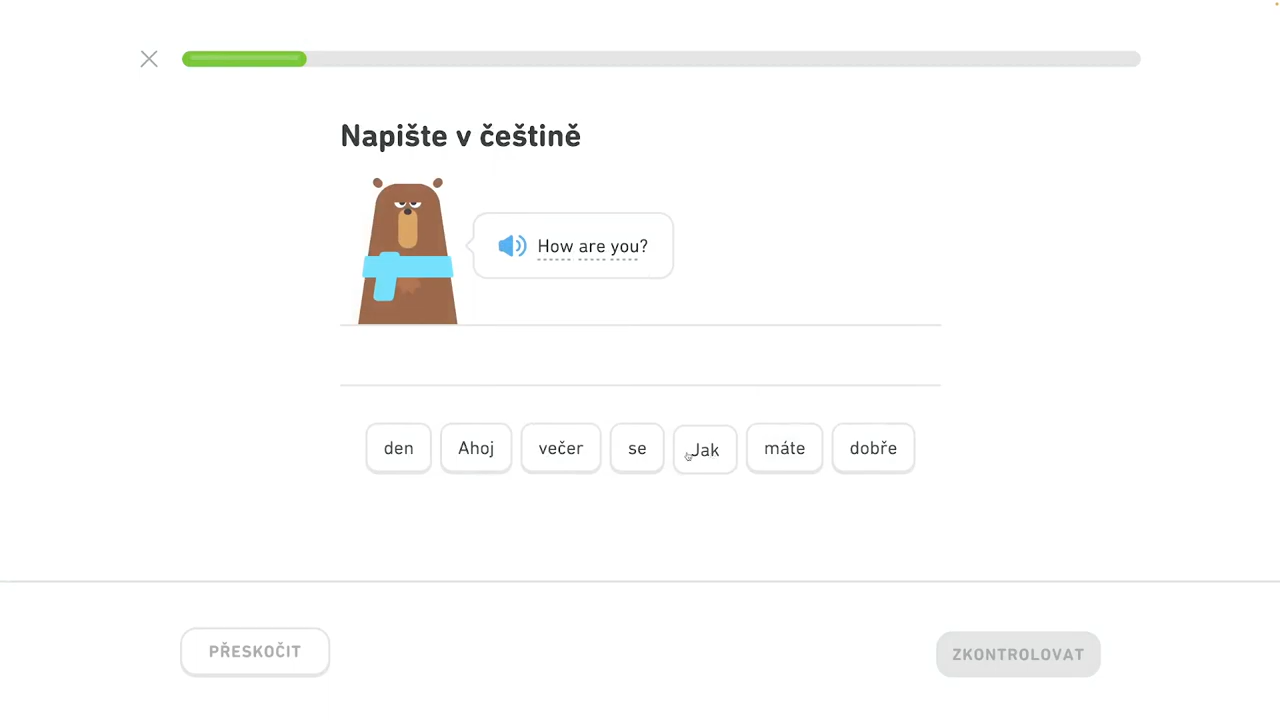 Napište v češtině
How are you?
den Ahoj večer se Jak máte dobře
PŘESKOČIT ZKONTROLOVAT